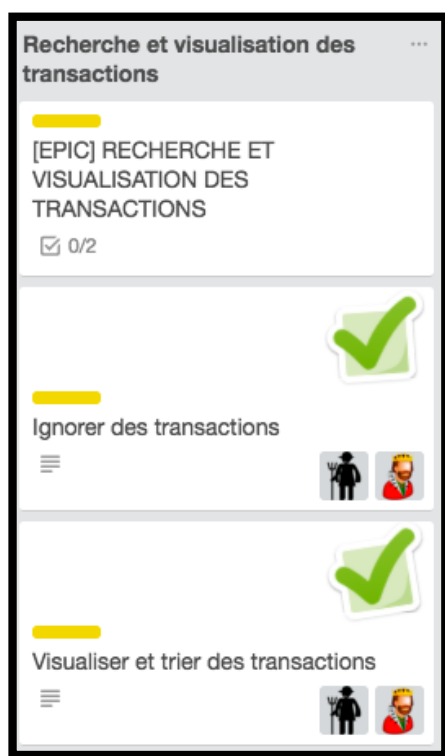 Recherche et visualisation des
transactions
[EPIC] RECHERCHE ET
VISUALISATION DES
TRANSACTIONS
0/2
Ignorer des transactions
Visualiser et trier des transactions